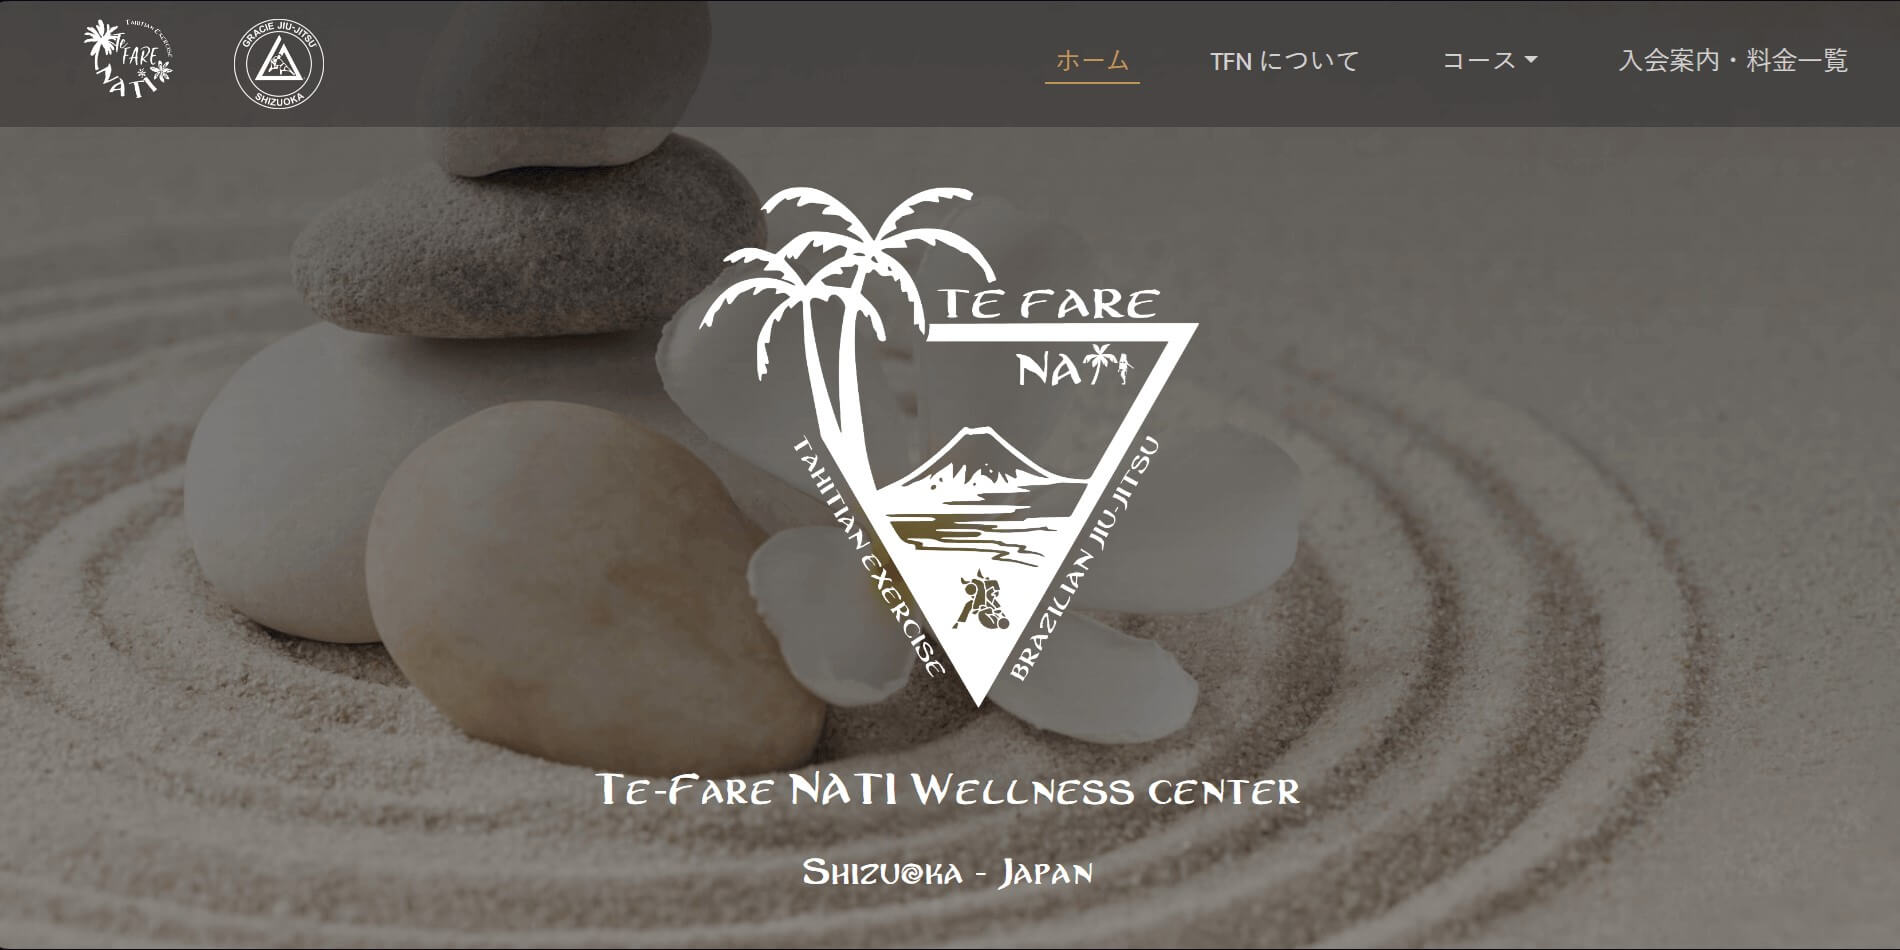 TAHITIAN EXERCISE
Te
FARE
NATI
GRACIE JIU-JITSU
SHIZUOKA
ホーム
TFN について
コース
入会案内・料金一覧
TE FARE
NATI
TAHITIAN EXERCISE
BRAZILIAN JIU-JITSU
TE-FARE NATI WELLNESS CENTER
SHIZUOKA - JAPAN